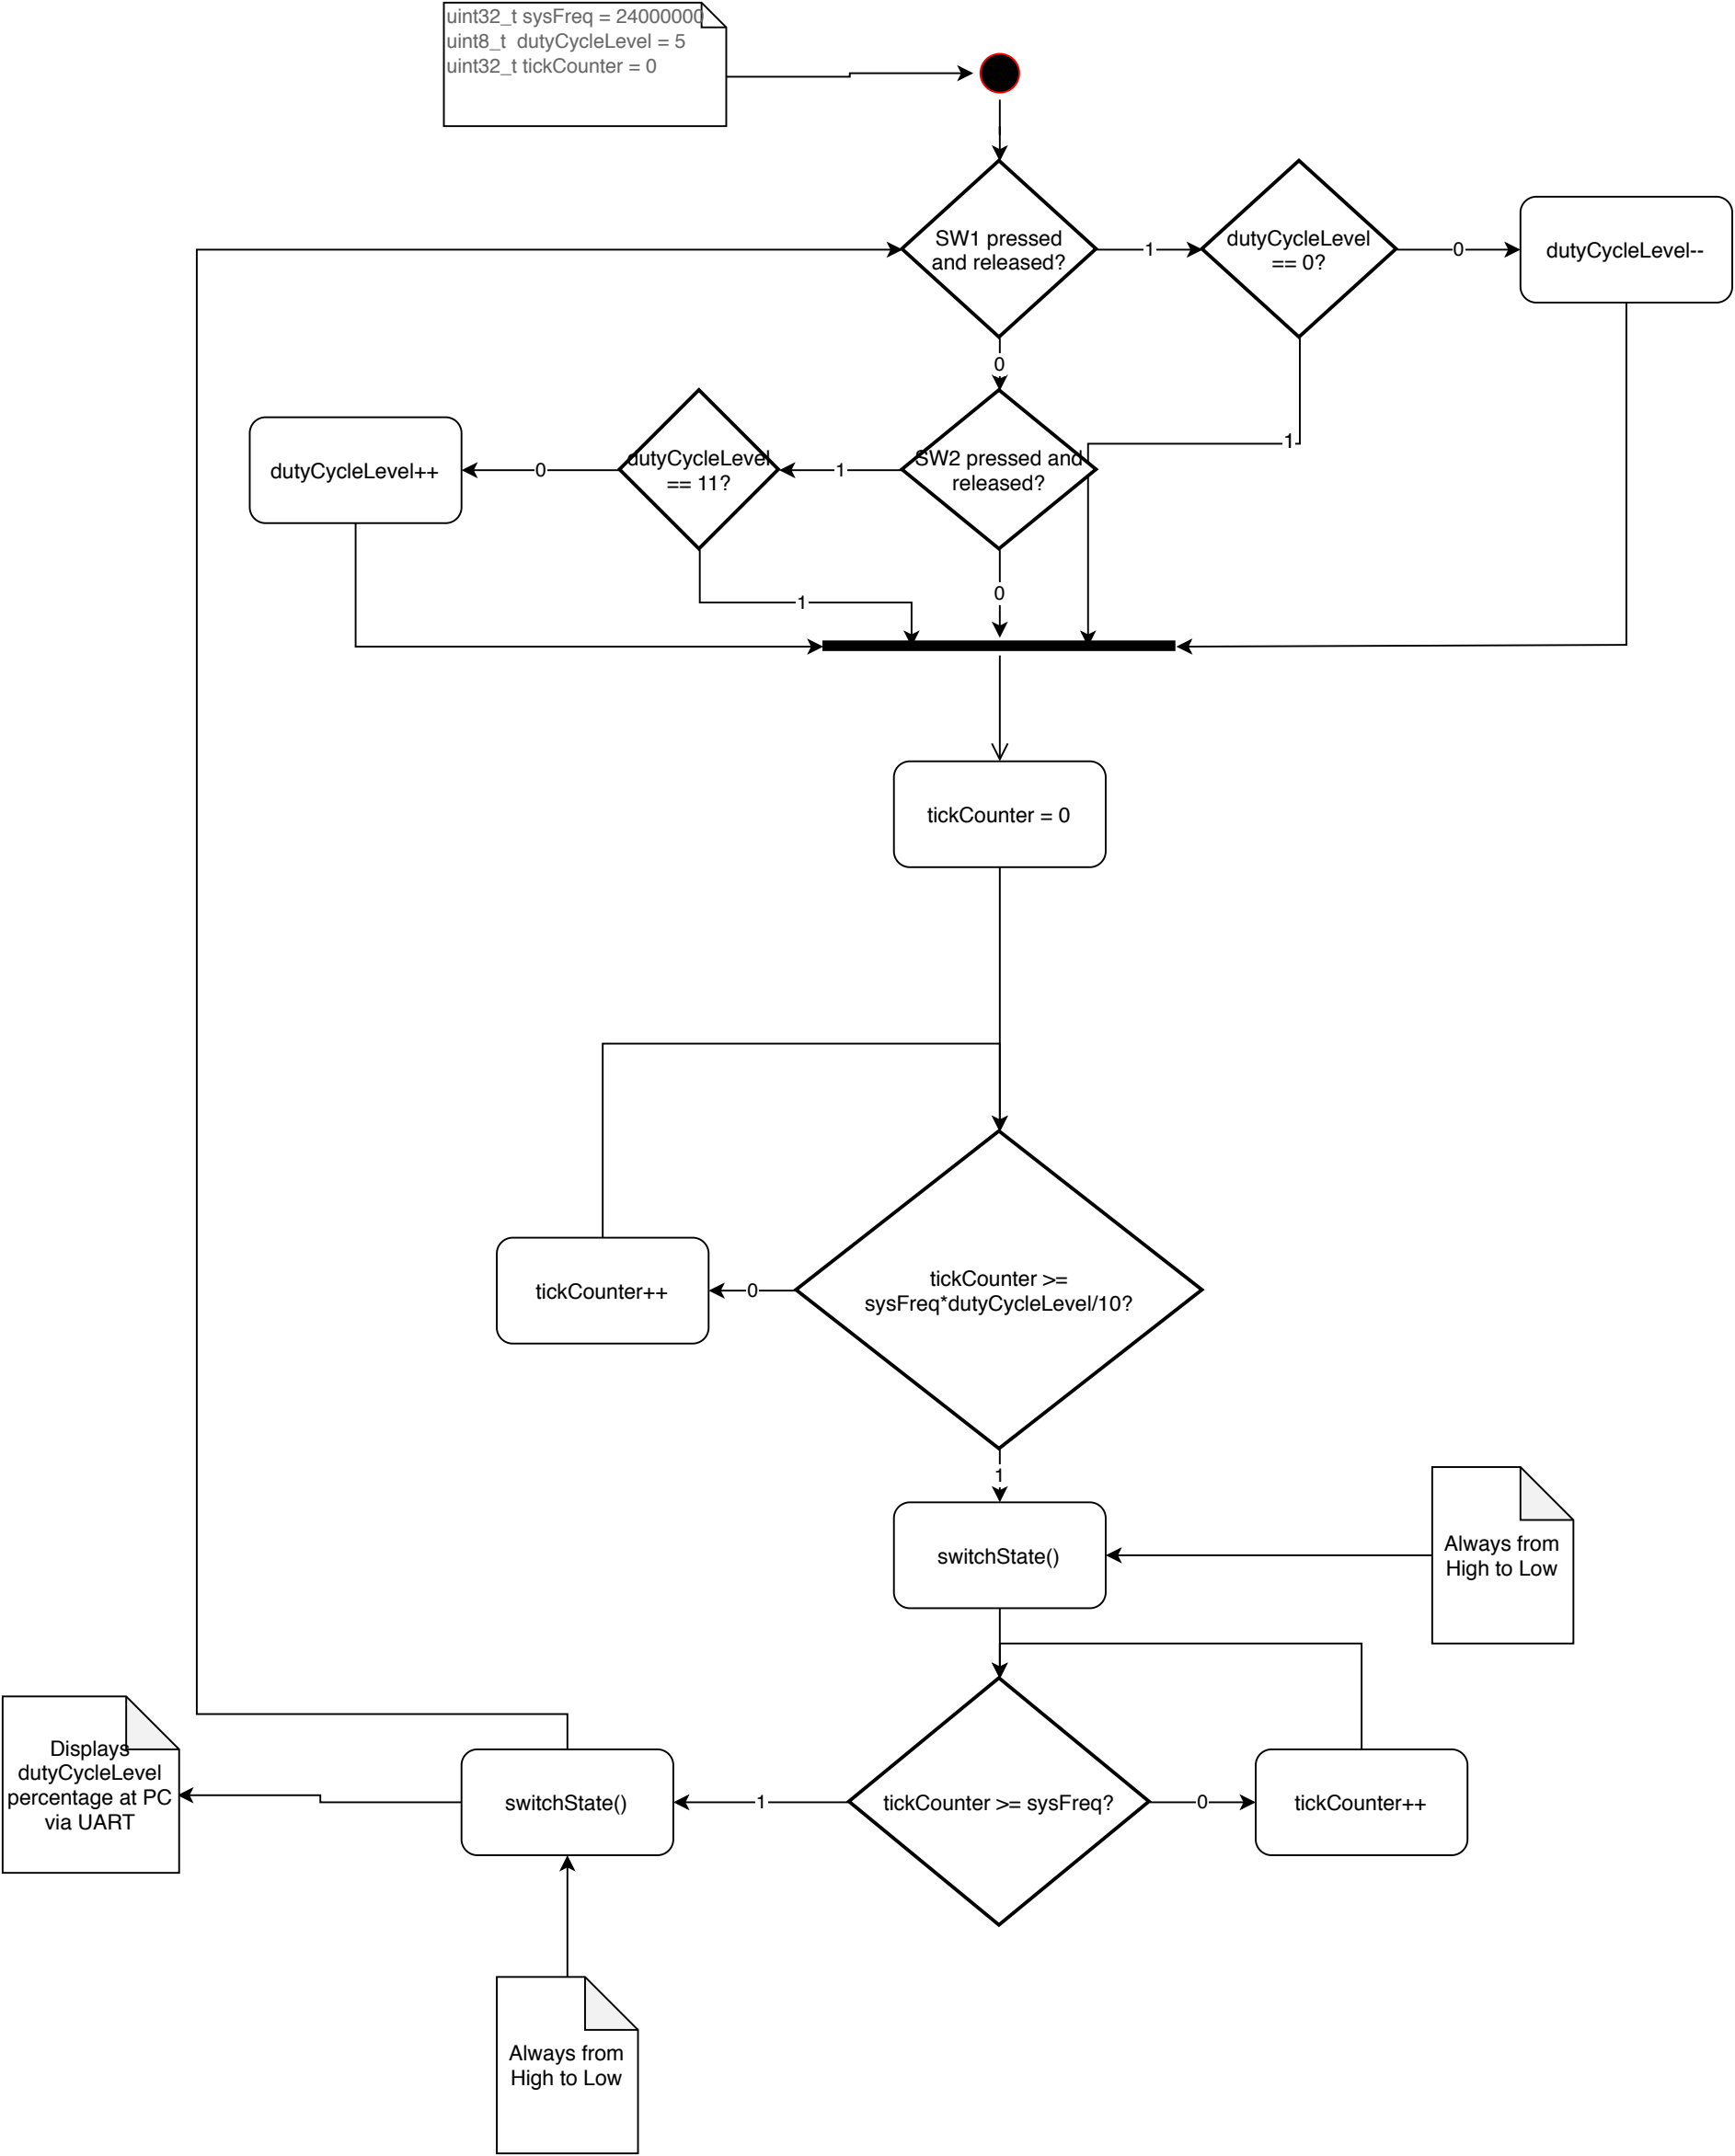 uint32_t sysFreq = 24000000
uint8_t  dutyCycleLevel = 5
uint32_t tickCounter = 0
SW1 pressed
and released?
1
dutyCycleLevel
== 0?
0
dutyCycleLevel--
0
dutyCycleLevel++
0
dutyCycleLevel
== 11?
1
SW2 pressed and
released?
1
1
0
tickCounter = 0
tickCounter++
0
tickCounter >=
sysFreq*dutyCycleLevel/10?
1
switchState()
Always from
High to Low
Displays
dutyCycleLevel
percentage at PC
via UART
switchState()
1
tickCounter >= sysFreq?
0
tickCounter++
Always from
High to Low